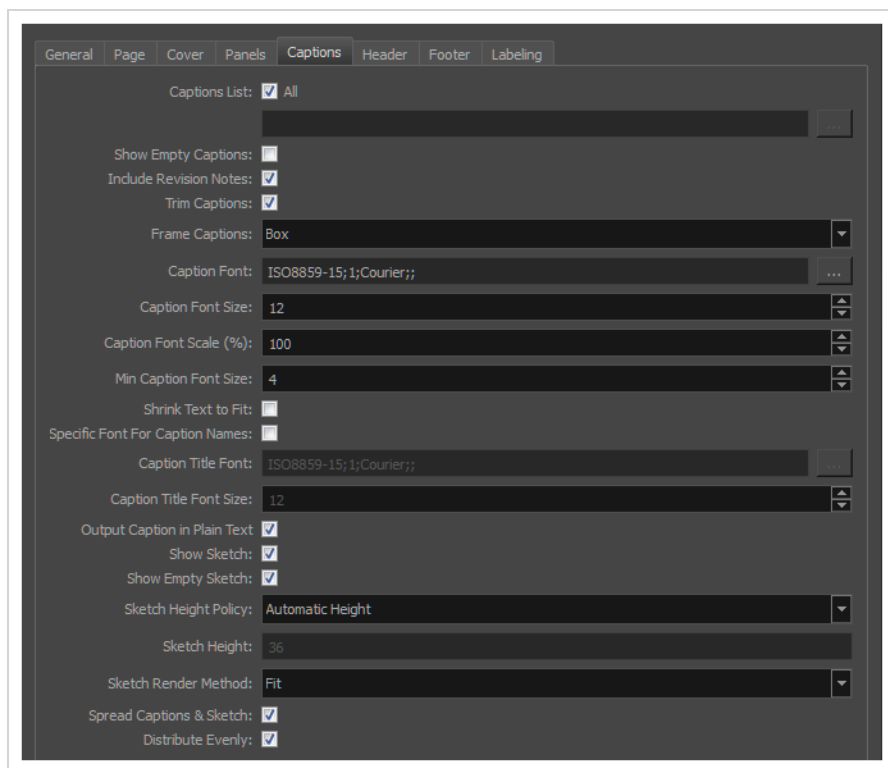 General Page Cover Panels Captions Header Footer Labeling
Captions List: All
...
Show Empty Captions:
Include Revision Notes:
Trim Captions:
Frame Captions: Box
Caption Font: ISO8859-15;1;Courier;; ...
Caption Font Size: 12
Caption Font Scale (%): 100
Min Caption Font Size: 4
Shrink Text to Fit:
Specific Font For Caption Names:
Caption Title Font: ISO8859-15;1;Courier;; ...
Caption Title Font Size: 12
Output Caption in Plain Text
Show Sketch:
Show Empty Sketch:
Sketch Height Policy: Automatic Height
Sketch Height: 36
Sketch Render Method: Fit
Spread Captions & Sketch:
Distribute Evenly: